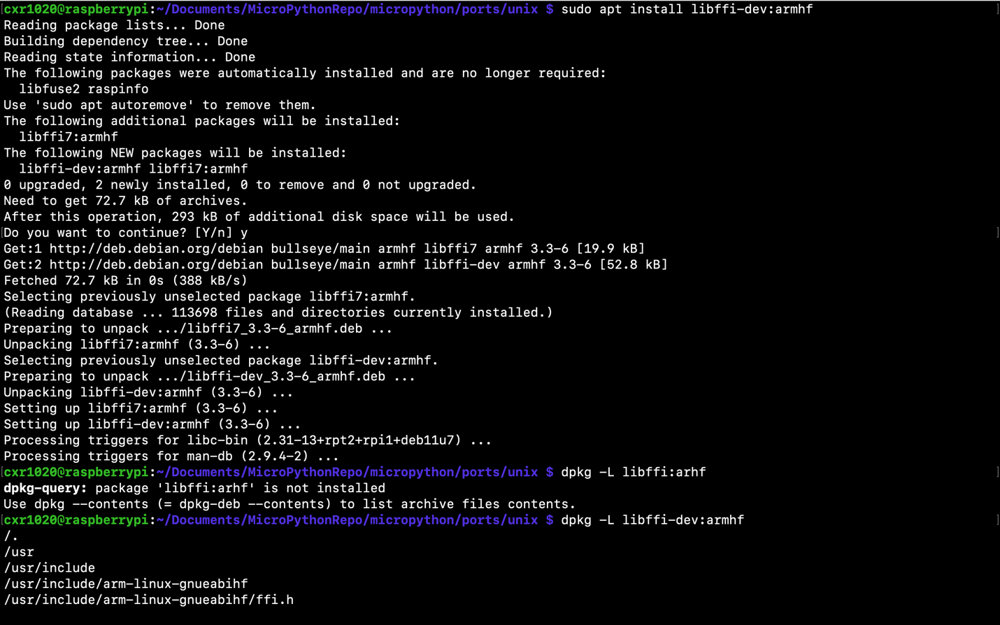 cxr1020@raspberrypi:~/Documents/MicroPythonRepo/micropython/ports/unix $ sudo apt install libffi-dev:armhf
Reading package lists... Done
Building dependency tree... Done
Reading state information... Done
The following packages were automatically installed and are no longer required:
  libfuse2 raspinfo
Use 'sudo apt autoremove' to remove them.
The following additional packages will be installed:
  libffi7:armhf
The following NEW packages will be installed:
  libffi-dev:armhf libffi7:armhf
0 upgraded, 2 newly installed, 0 to remove and 0 not upgraded.
Need to get 72.7 kB of archives.
After this operation, 293 kB of additional disk space will be used.
Do you want to continue? [Y/n] y
Get:1 http://deb.debian.org/debian bullseye/main armhf libffi7 armhf 3.3-6 [19.9 kB]
Get:2 http://deb.debian.org/debian bullseye/main armhf libffi-dev armhf 3.3-6 [52.8 kB]
Fetched 72.7 kB in 0s (388 kB/s)
Selecting previously unselected package libffi7:armhf.
(Reading database ... 113698 files and directories currently installed.)
Preparing to unpack .../libffi7_3.3-6_armhf.deb ...
Unpacking libffi7:armhf (3.3-6) ...
Selecting previously unselected package libffi-dev:armhf.
Preparing to unpack .../libffi-dev_3.3-6_armhf.deb ...
Unpacking libffi-dev:armhf (3.3-6) ...
Setting up libffi7:armhf (3.3-6) ...
Setting up libffi-dev:armhf (3.3-6) ...
Processing triggers for libc-bin (2.31-13+rpt2+rpi1+deb11u7) ...
Processing triggers for man-db (2.9.4-2) ...
cxr1020@raspberrypi:~/Documents/MicroPythonRepo/micropython/ports/unix $ dpkg -L libffi:arhf
dpkg-query: package 'libffi:arhf' is not installed
Use dpkg --contents (= dpkg-deb --contents) to list archive files contents.
cxr1020@raspberrypi:~/Documents/MicroPythonRepo/micropython/ports/unix $ dpkg -L libffi-dev:armhf
/.
/usr
/usr/include
/usr/include/arm-linux-gnueabihf
/usr/include/arm-linux-gnueabihf/ffi.h